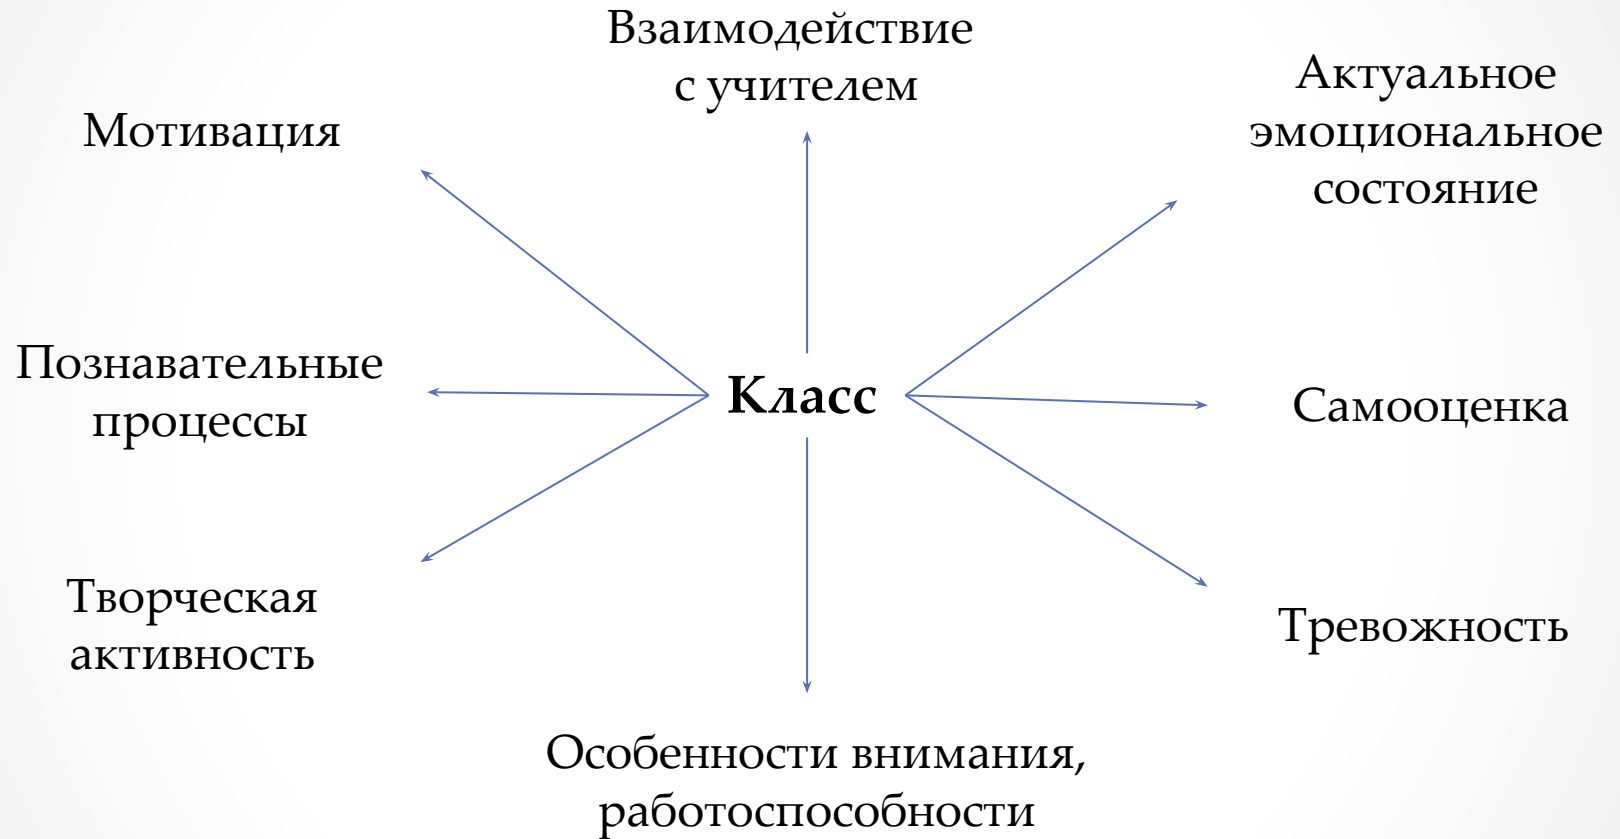 Взаимодействие
с учителем
Актуальное
эмоциональное
состояние
Мотивация
Познавательные
процессы
Класс
Самооценка
Творческая
активность
Тревожность
Особенности внимания,
работоспособности